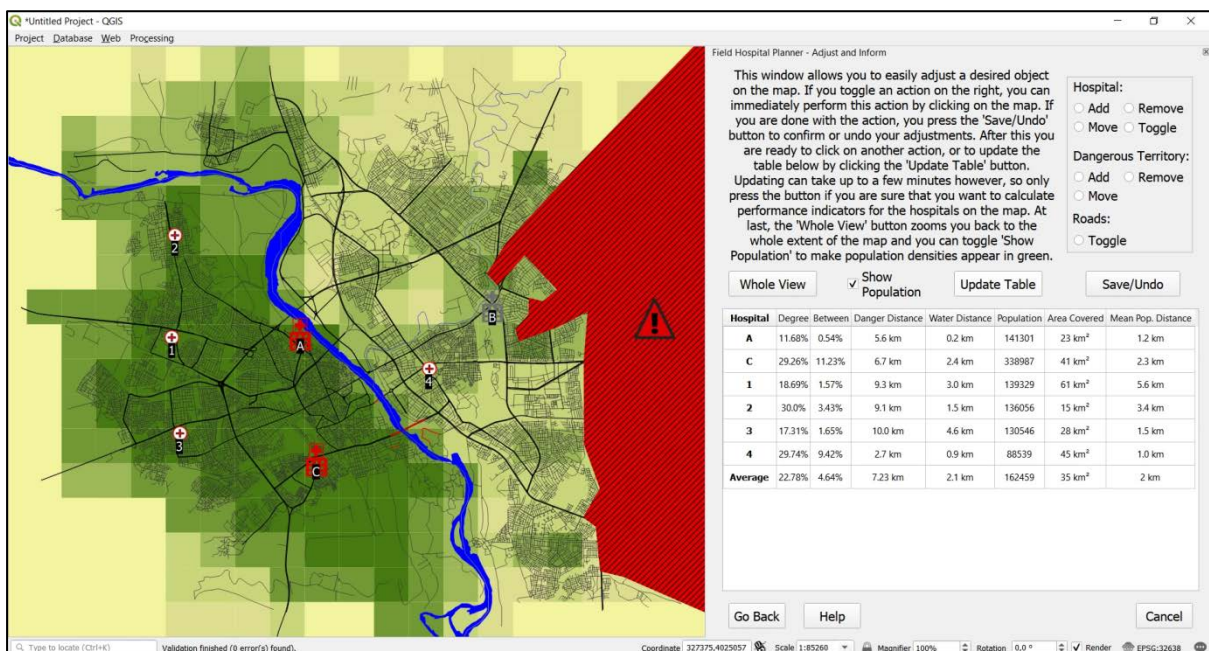 *Untitled Project - QGIS
Project Database Web Processing
2
1
A
B
4
3
C
Field Hospital Planner - Adjust and Inform
This window allows you to easily adjust a desired object
on the map. If you toggle an action on the right, you can
immediately perform this action by clicking on the map. If
you are done with the action, you press the 'Save/Undo'
button to confirm or undo your adjustments. After this you
are ready to click on another action, or to update the
table below by clicking the 'Update Table' button.
Updating can take up to a few minutes however, so only
press the button if you are sure that you want to calculate
performance indicators for the hospitals on the map. At
last, the 'Whole View' button zooms you back to the
whole extent of the map and you can toggle 'Show
Population' to make population densities appear in green.
Hospital:
Add Remove
Move Toggle
Dangerous Territory:
Add Remove
Move
Roads:
Toggle
Whole View Show Population Update Table Save/Undo
Hospital Degree Between Danger Distance Water Distance Population Area Covered Mean Pop. Distance
A 11.68% 0.54% 5.6 km 0.2 km 141301 23 km² 1.2 km
C 29.26% 11.23% 6.7 km 2.4 km 338987 41 km² 2.3 km
1 18.69% 1.57% 9.3 km 3.0 km 139329 61 km² 5.6 km
2 30.0% 3.43% 9.1 km 1.5 km 136056 15 km² 3.4 km
3 17.31% 1.65% 10.0 km 4.6 km 130546 28 km² 1.5 km
4 29.74% 9.42% 2.7 km 0.9 km 88539 45 km² 1.0 km
Average 22.78% 4.64% 7.23 km 2.1 km 162459 35 km² 2 km
Go Back Help Cancel
Type to locate (Ctrl+K) Validation finished (0 error(s) found). Coordinate 327375,4025057 Scale 1:85260 Magnifier 100% Rotation 0,0 ° Render EPSG:32638